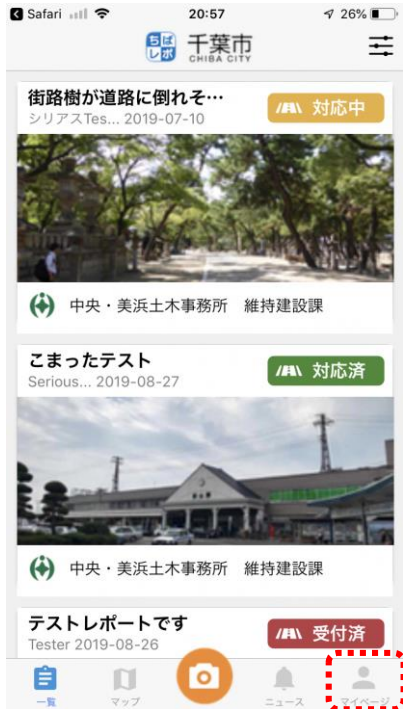 Safari 20:57 26%
ちば
レポ
千葉市
CHIBA CITY
街路樹が道路に倒れそ…
シリアスTes... 2019-07-10
対応中
中央・美浜土木事務所 維持建設課
こまったテスト
Serious... 2019-08-27
対応済
中央・美浜土木事務所 維持建設課
テストレポートです
Tester 2019-08-26
受付済
一覧 マップ ニュース マイページ